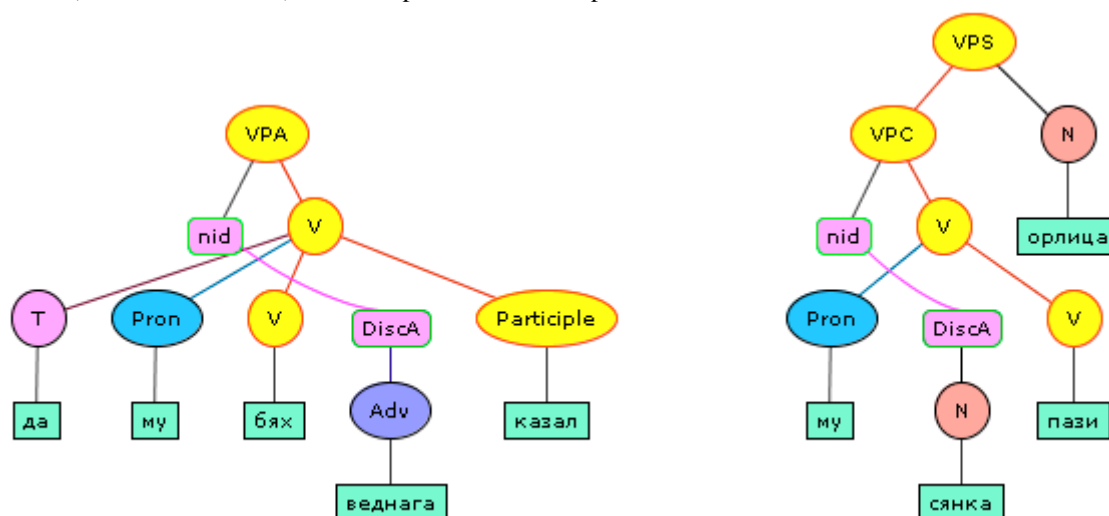 VPS
VPA VPC N
nid V nid V орлица
T Pron V DiscA Participle Pron DiscA V
да му бях Adv казал му N пази
веднага сянка